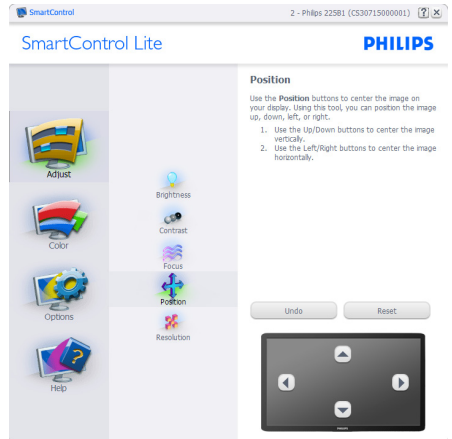 SmartControl
2 - Philips 225B1 (CS30715000001)
SmartControl Lite
PHILIPS
Adjust
Color
Options
Help
Brightness
Contrast
Focus
Position
Resolution
Position
Use the Position buttons to center the image on
your display. Using this tool, you can position the image
up, down, left, or right.
1. Use the Up/Down buttons to center the image
vertically.
2. Use the Left/Right buttons to center the image
horizontally.
Undo
Reset
PHILIPS